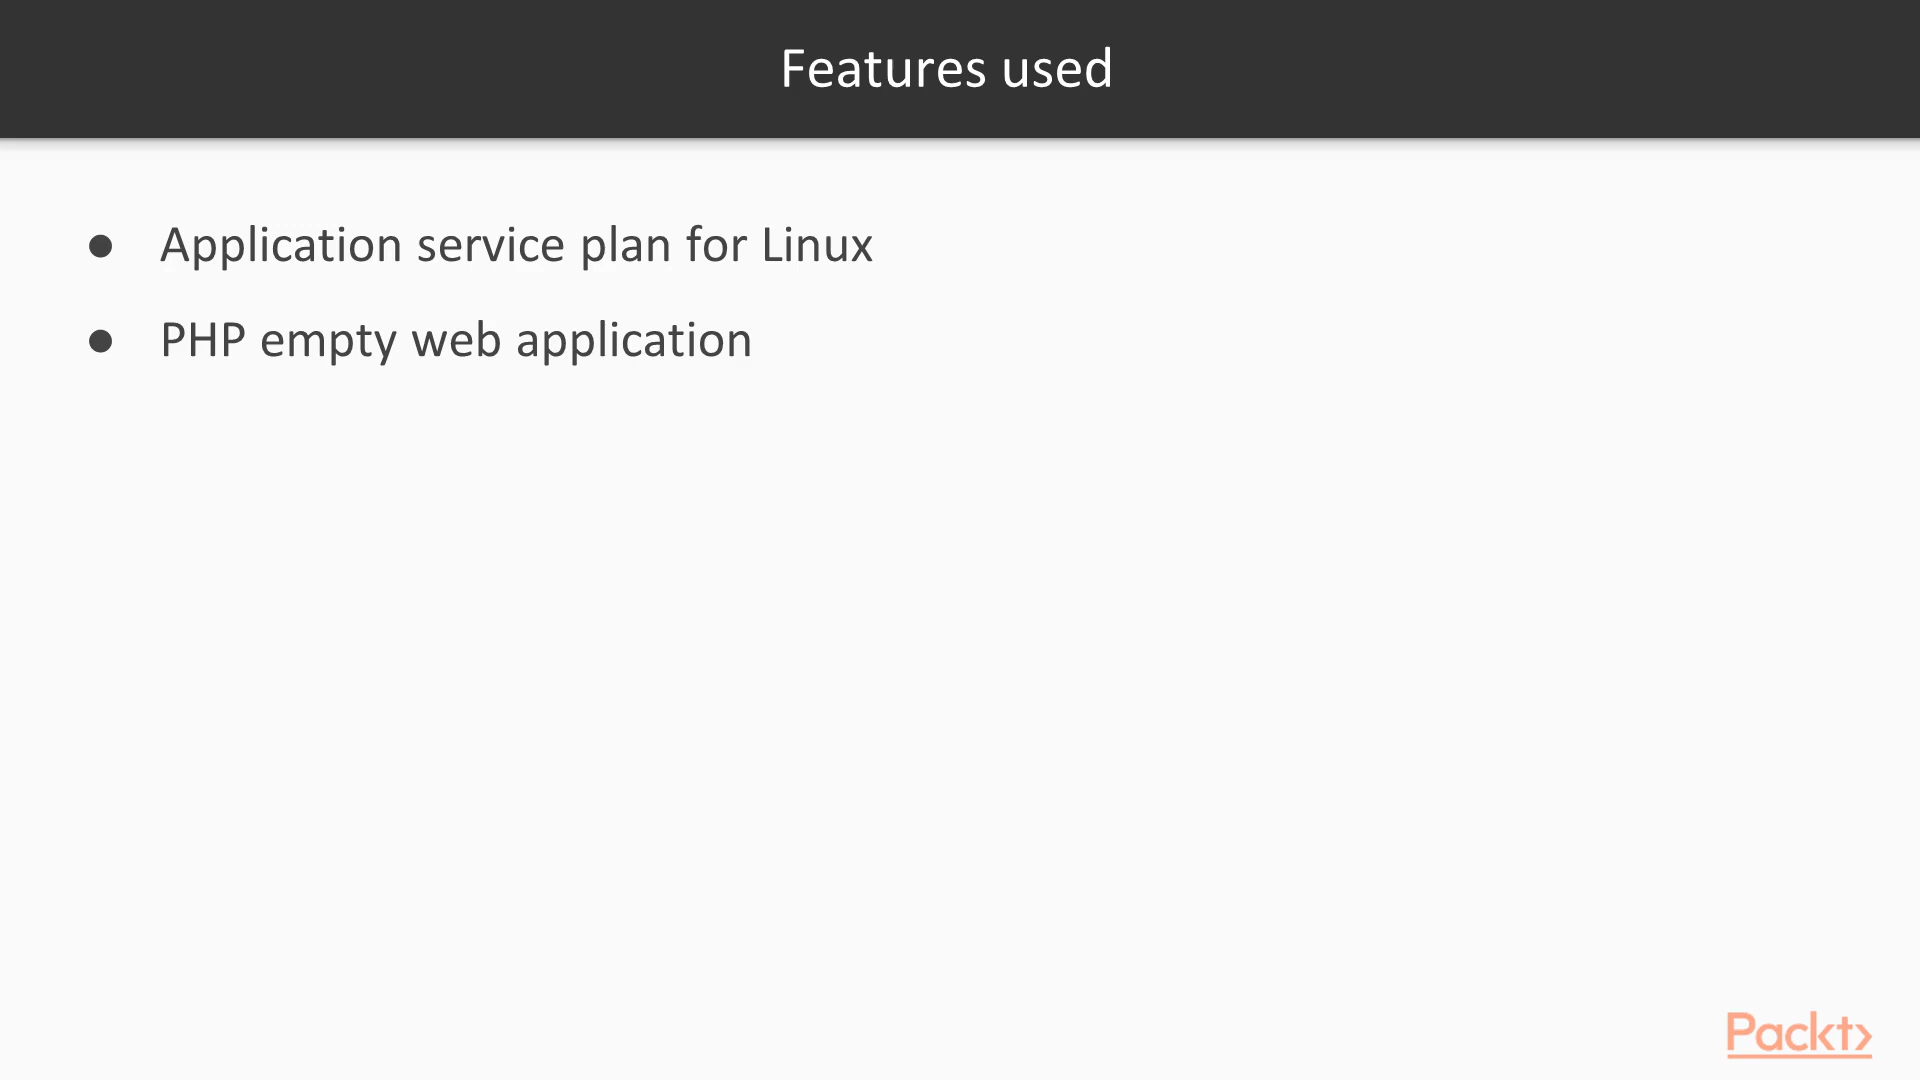 Features used
● Application service plan for Linux
● PHP empty web application
Packt>